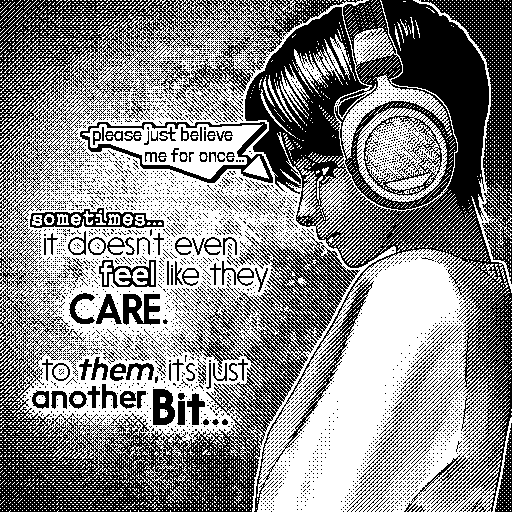 please just believe
me for once...
sometimes...
it doesn't even
feel like they
CARE.
to them, it's just
another Bit...